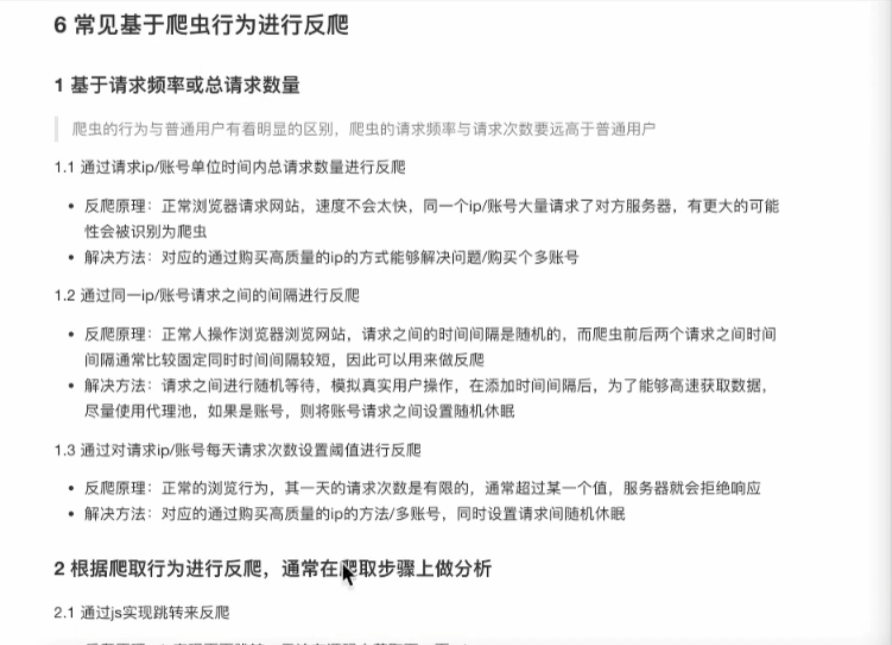 6 常见基于爬虫行为进行反爬
1 基于请求频率或总请求数量
爬虫的行为与普通用户有着明显的区别，爬虫的请求频率与请求次数要远高于普通用户
1.1 通过请求ip/账号单位时间内总请求数量进行反爬
• 反爬原理：正常浏览器请求网站，速度不会太快，同一个ip/账号大量请求了对方服务器，有更大的可能
性会被识别为爬虫
• 解决方法：对应的通过购买高质量的ip的方式能够解决问题/购买个多账号
1.2 通过同一ip/账号请求之间的间隔进行反爬
• 反爬原理：正常人操作浏览器浏览网站，请求之间的时间间隔是随机的，而爬虫前后两个请求之间时间
间隔通常比较固定同时时间间隔较短，因此可以用来做反爬
• 解决方法：请求之间进行随机等待，模拟真实用户操作，在添加时间间隔后，为了能够高速获取数据，
尽量使用代理池，如果是账号，则将账号请求之间设置随机休眠
1.3 通过对请求ip/账号每天请求次数设置阈值进行反爬
• 反爬原理：正常的浏览行为，其一天的请求次数是有限的，通常超过某一个值，服务器就会拒绝响应
• 解决方法：对应的通过购买高质量的ip的方法/多账号，同时设置请求间随机休眠
2 根据爬取行为进行反爬，通常在爬取步骤上做分析
2.1 通过js实现跳转来反爬